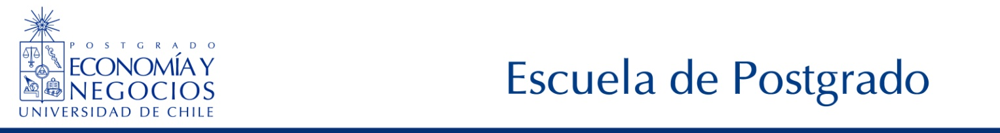 POSTGRADO
ECONOMÍA Y
NEGOCIOS
UNIVERSIDAD DE CHILE
Escuela de Postgrado